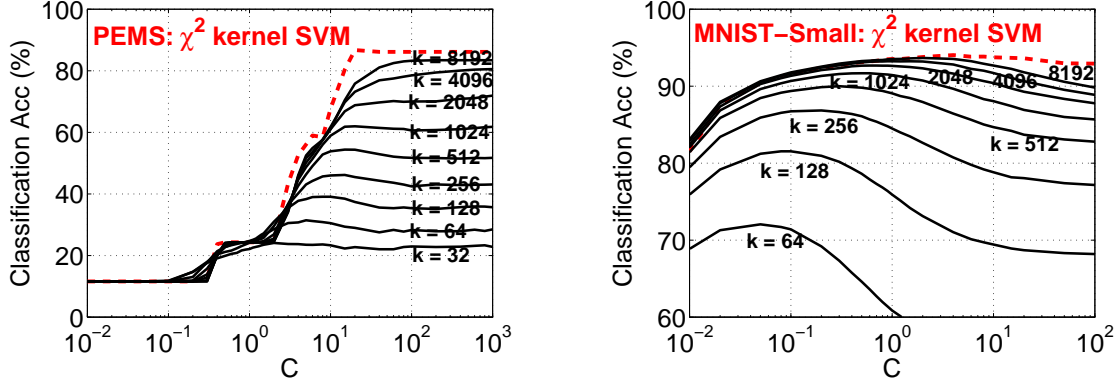 PEMS: χ² kernel SVM
Classification Acc (%)
100
80
60
40
20
0
k = 8192
k = 4096
k = 2048
k = 1024
k = 512
k = 256
k = 128
k = 64
k = 32
10⁻² 10⁻¹ 10⁰ 10¹ 10² 10³
C
MNIST−Small: χ² kernel SVM
Classification Acc (%)
100
90
80
70
60
k = 1024 2048 4096 8192
k = 512
k = 256
k = 128
k = 64
10⁻² 10⁻¹ 10⁰ 10¹ 10²
C